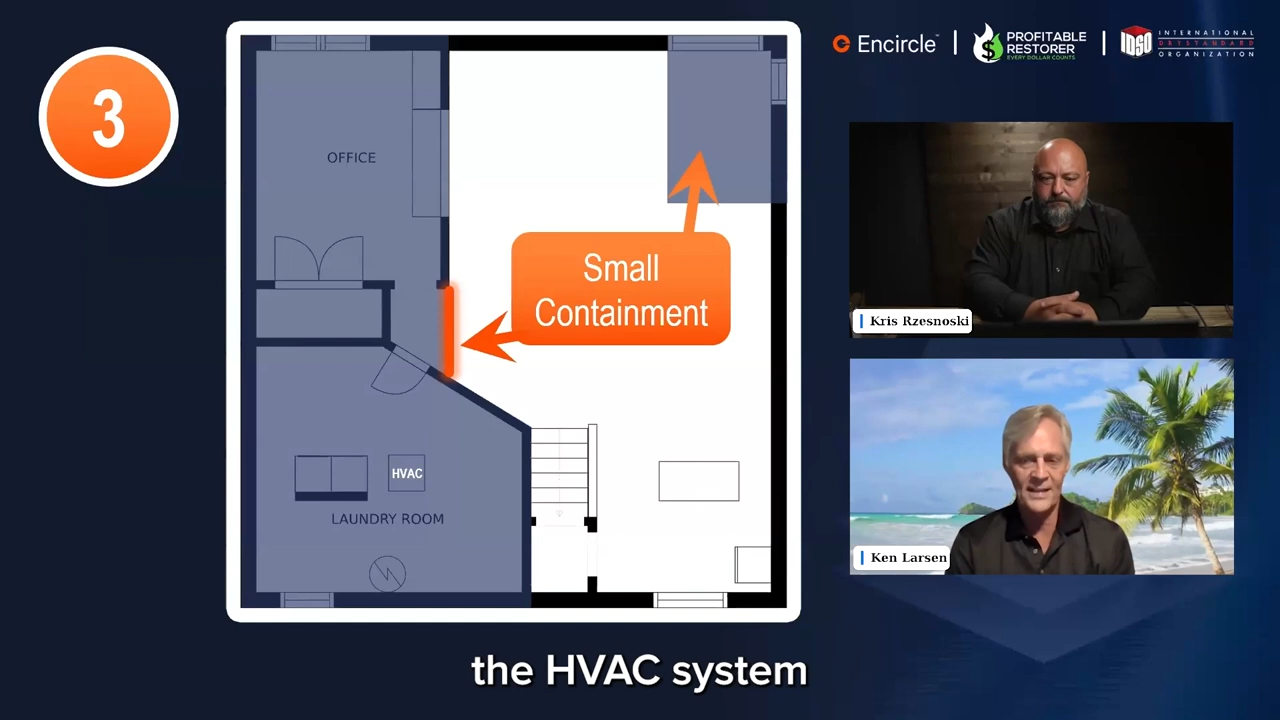 3
Encircle
PROFITABLE
RESTORER
EVERY DOLLAR COUNTS
IDSO
INTERNATIONAL
DRYSTANDARD
ORGANIZATION
OFFICE
Small
Containment
HVAC
LAUNDRY ROOM
Kris Rzesnoski
Ken Larsen
the HVAC system